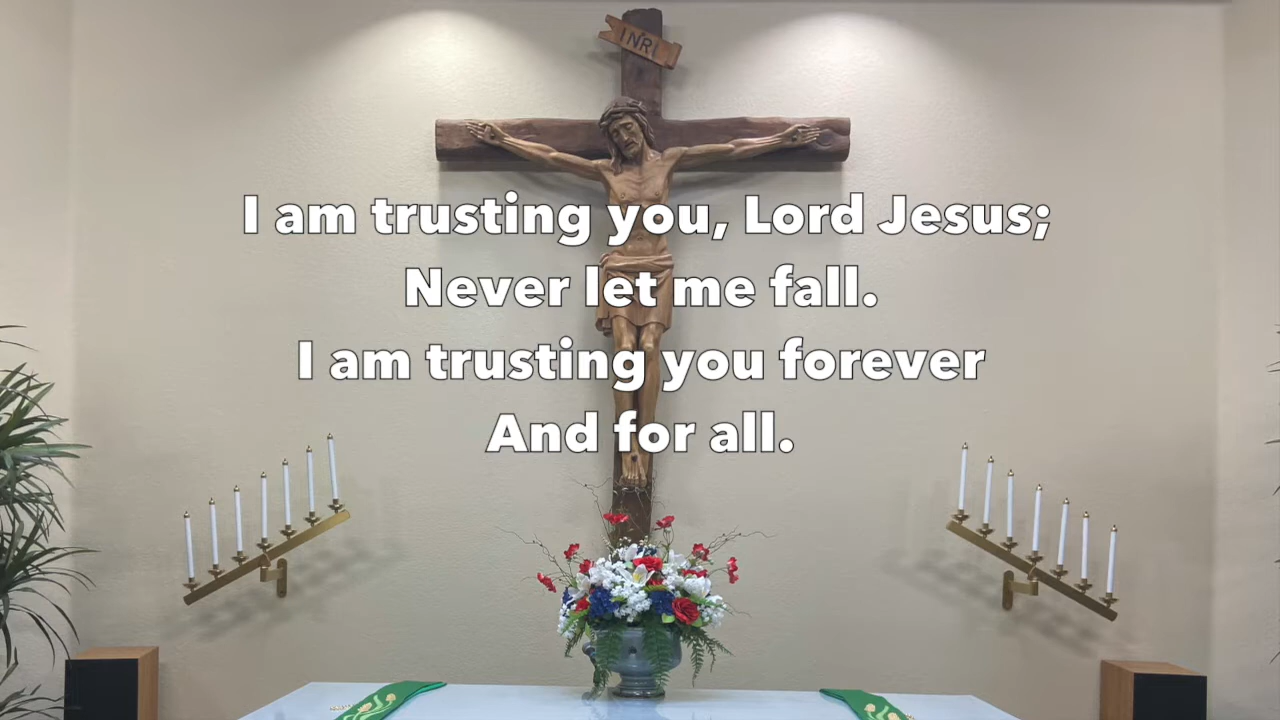 INRI
I am trusting you, Lord Jesus;
Never let me fall.
I am trusting you forever
And for all.